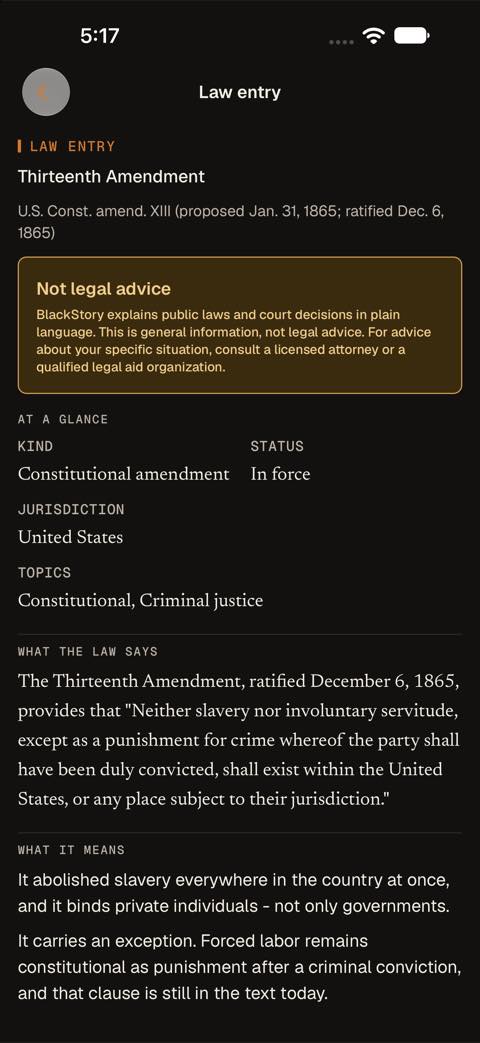 5:17
Law entry
LAW ENTRY
Thirteenth Amendment
U.S. Const. amend. XIII (proposed Jan. 31, 1865; ratified Dec. 6,
1865)
Not legal advice
BlackStory explains public laws and court decisions in plain
language. This is general information, not legal advice. For advice
about your specific situation, consult a licensed attorney or a
qualified legal aid organization.
AT A GLANCE
KIND
Constitutional amendment
STATUS
In force
JURISDICTION
United States
TOPICS
Constitutional, Criminal justice
WHAT THE LAW SAYS
The Thirteenth Amendment, ratified December 6, 1865,
provides that "Neither slavery nor involuntary servitude,
except as a punishment for crime whereof the party shall
have been duly convicted, shall exist within the United
States, or any place subject to their jurisdiction."
WHAT IT MEANS
It abolished slavery everywhere in the country at once,
and it binds private individuals - not only governments.
It carries an exception. Forced labor remains
constitutional as punishment after a criminal conviction,
and that clause is still in the text today.